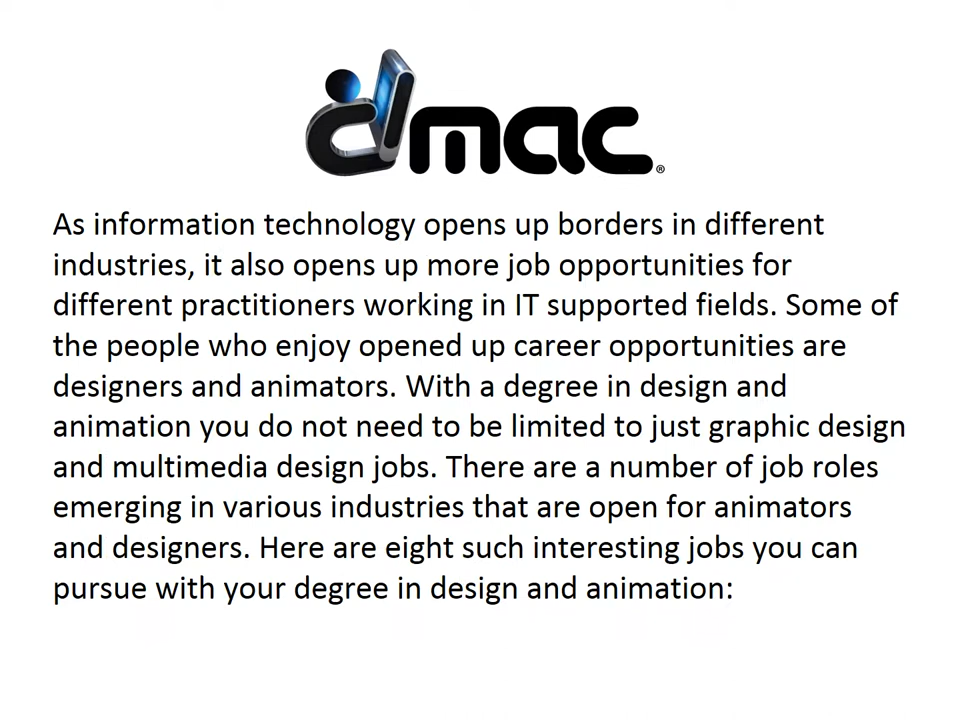 dmac®
As information technology opens up borders in different
industries, it also opens up more job opportunities for
different practitioners working in IT supported fields. Some of
the people who enjoy opened up career opportunities are
designers and animators. With a degree in design and
animation you do not need to be limited to just graphic design
and multimedia design jobs. There are a number of job roles
emerging in various industries that are open for animators
and designers. Here are eight such interesting jobs you can
pursue with your degree in design and animation: